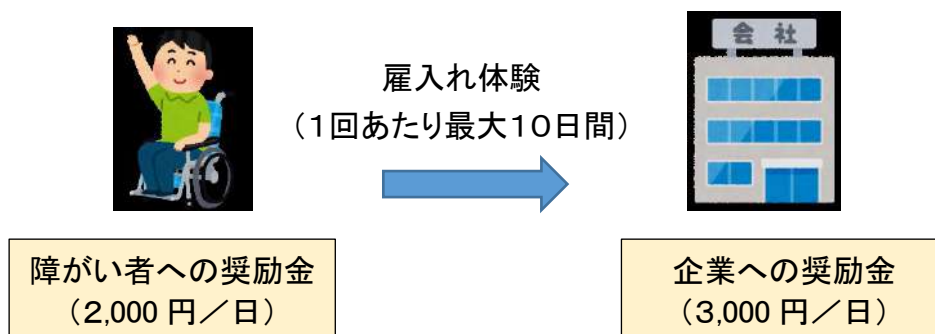 会 社
雇入れ体験
（１回あたり最大１０日間）
障がい者への奨励金
（2,000 円／日）
企業への奨励金
（3,000 円／日）